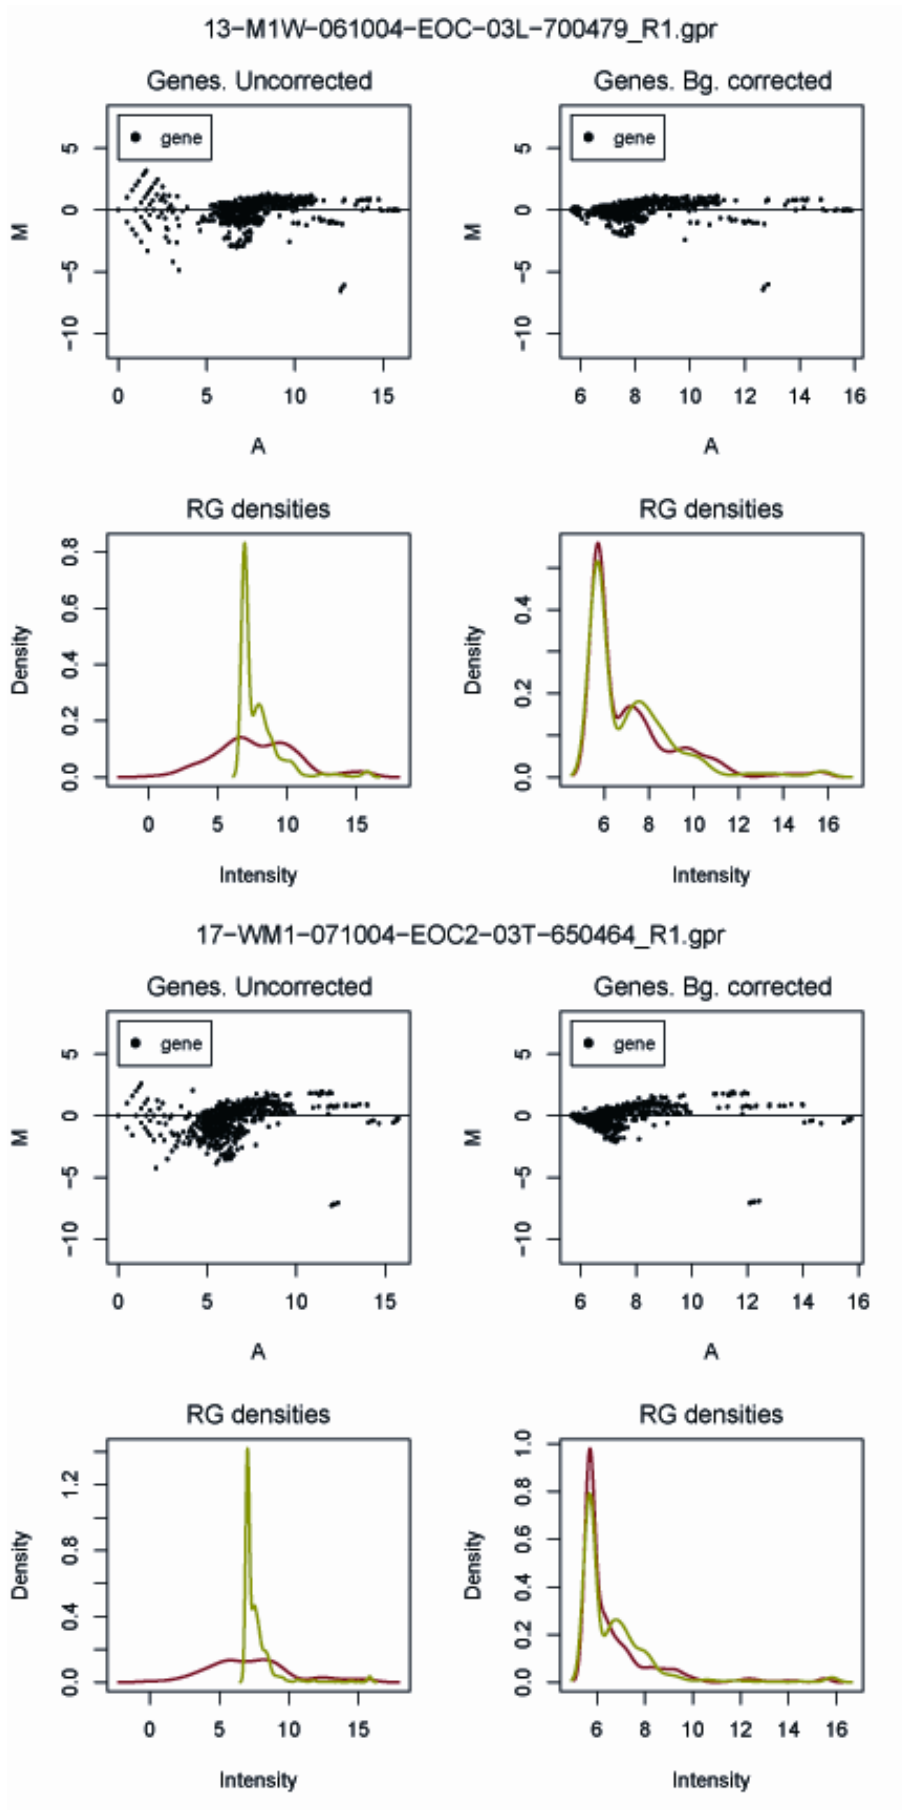 13-M1W-061004-EOC-03L-700479_R1.gpr
Genes. Uncorrected
Genes. Bg. corrected
gene
gene
M
5
0
-5
-10
M
5
0
-5
-10
0 5 10 15
6 8 10 12 14 16
A
A
RG densities
RG densities
Density
0.8
0.6
0.4
0.2
0.0
Density
0.4
0.2
0.0
0 5 10 15
6 8 10 12 14 16
Intensity
Intensity
17-WM1-071004-EOC2-03T-650464_R1.gpr
Genes. Uncorrected
Genes. Bg. corrected
gene
gene
M
5
0
-5
-10
M
5
0
-5
-10
0 5 10 15
6 8 10 12 14 16
A
A
RG densities
RG densities
Density
1.2
0.8
0.4
0.0
Density
1.0
0.8
0.6
0.4
0.2
0.0
0 5 10 15
6 8 10 12 14 16
Intensity
Intensity